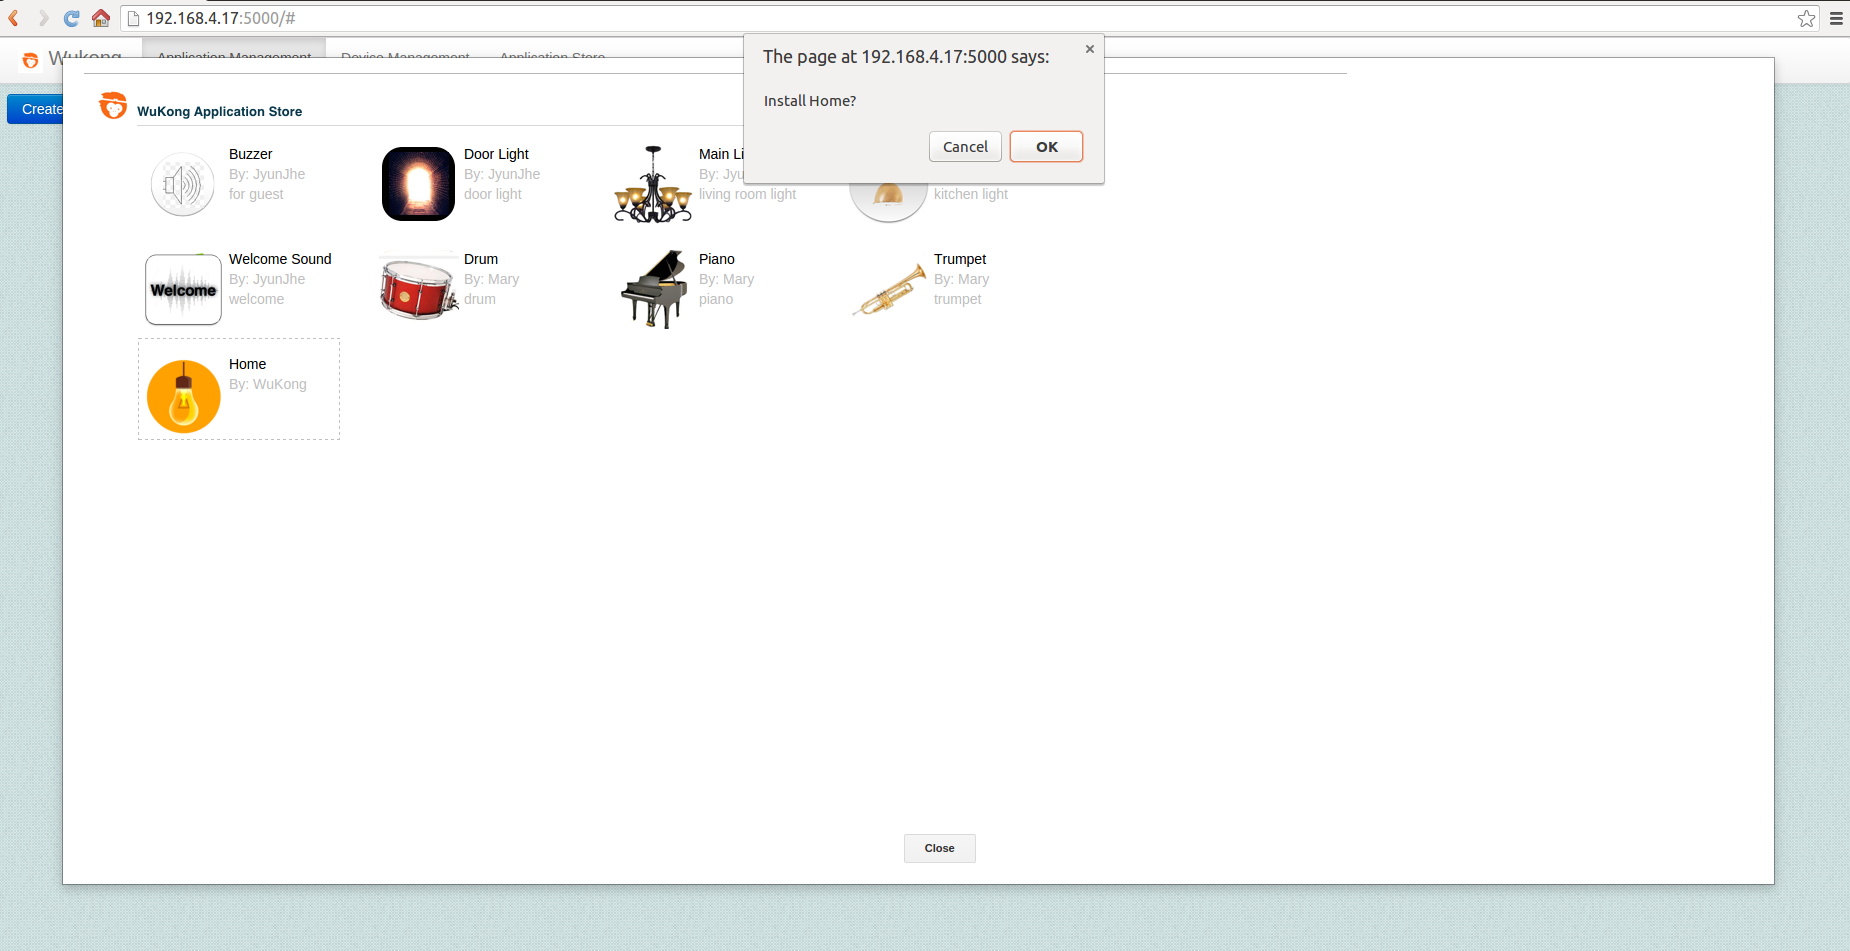 192.168.4.17:5000/#
Wukong
Application Management
Device Management
Application Store
The page at 192.168.4.17:5000 says:
Install Home?
Cancel
OK
Create
WuKong Application Store
Buzzer
By: JyunJhe
for guest
Door Light
By: JyunJhe
door light
Main Li
By: Jyu
living room light
kitchen light
Welcome
Welcome Sound
By: JyunJhe
welcome
Drum
By: Mary
drum
Piano
By: Mary
piano
Trumpet
By: Mary
trumpet
Home
By: WuKong
Close